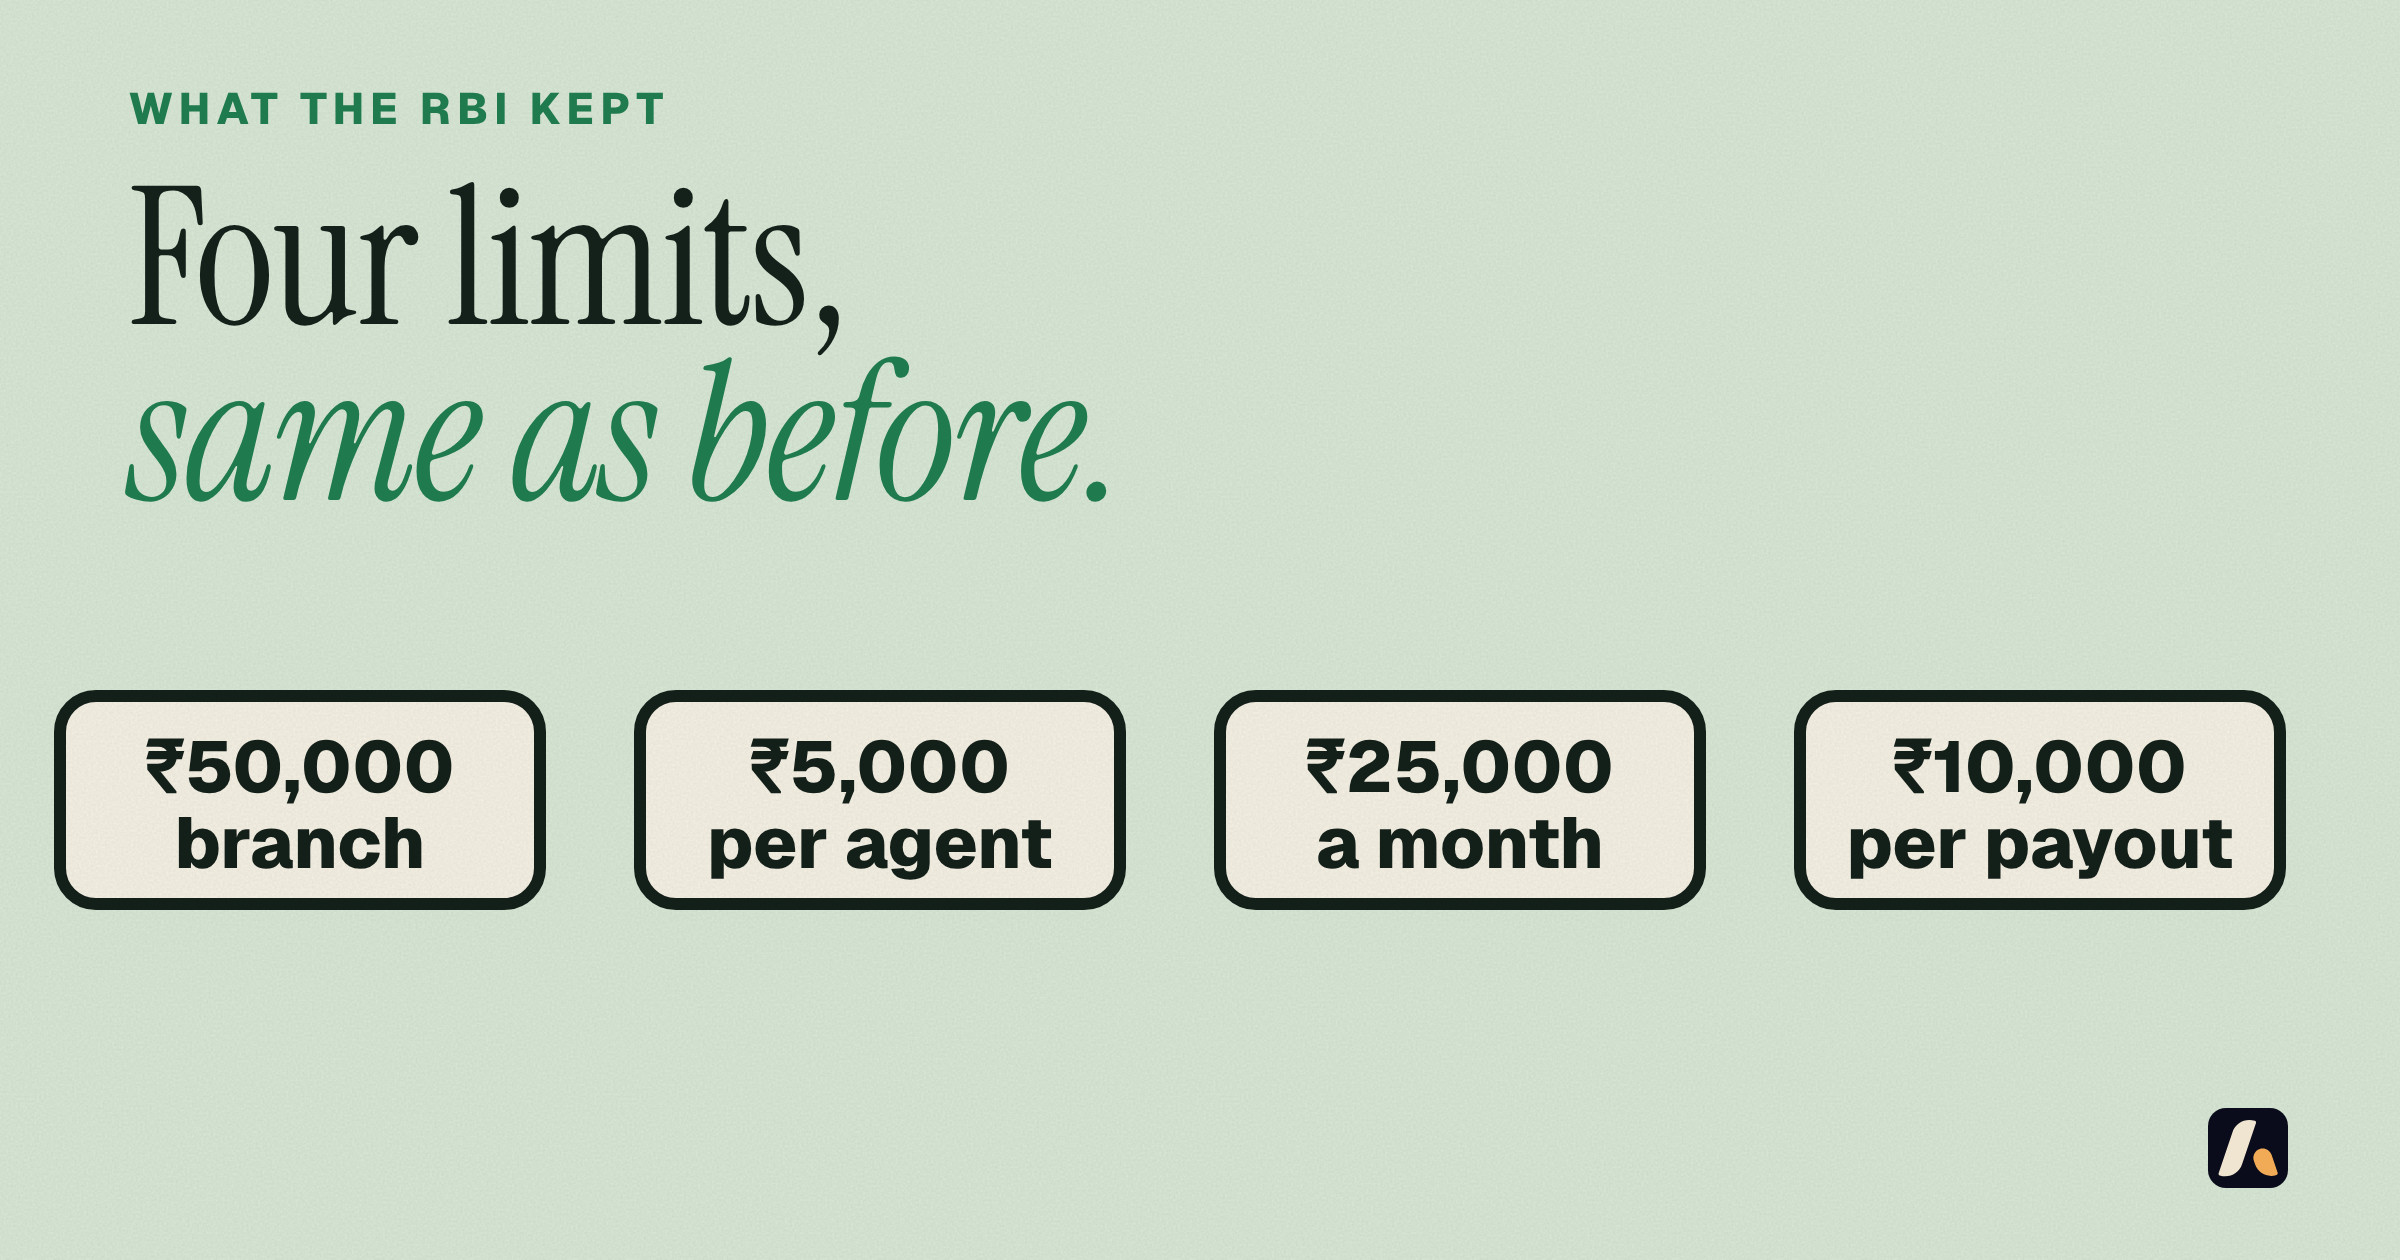 WHAT THE RBI KEPT
Four limits,
same as before.
₹50,000
branch
₹5,000
per agent
₹25,000
a month
₹10,000
per payout